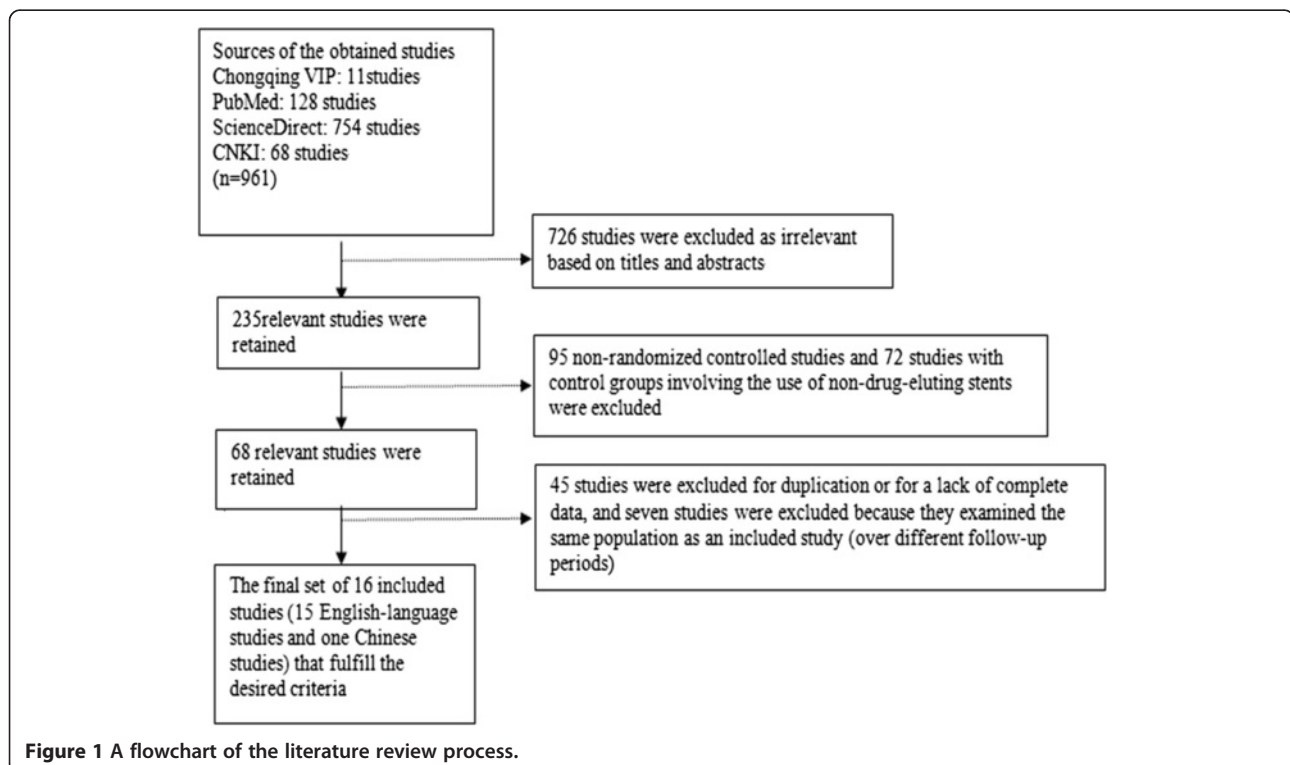 Sources of the obtained studies
Chongqing VIP: 11studies
PubMed: 128 studies
ScienceDirect: 754 studies
CNKI: 68 studies
(n=961)
726 studies were excluded as irrelevant
based on titles and abstracts
235relevant studies were
retained
95 non-randomized controlled studies and 72 studies with
control groups involving the use of non-drug-eluting stents
were excluded
68 relevant studies were
retained
45 studies were excluded for duplication or for a lack of complete
data, and seven studies were excluded because they examined the
same population as an included study (over different follow-up
periods)
The final set of 16 included
studies (15 English-language
studies and one Chinese
studies) that fulfill the
desired criteria
Figure 1 A flowchart of the literature review process.